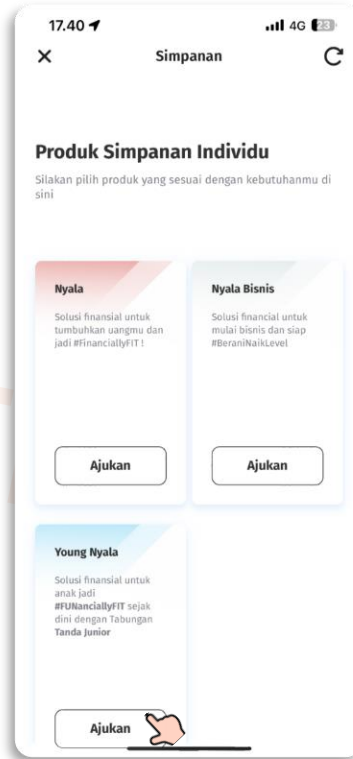 17.40
4G 23
Simpanan
Produk Simpanan Individu
Silakan pilih produk yang sesuai dengan kebutuhanmu di
sini
Nyala
Solusi finansial untuk
tumbuhkan uangmu dan
jadi #FinanciallyFIT !
Ajukan
Nyala Bisnis
Solusi financial untuk
mulai bisnis dan siap
#BeraniNaikLevel
Ajukan
Young Nyala
Solusi finansial untuk
anak jadi
#FUNanciallyFIT sejak
dini dengan Tabungan
Tanda Junior
Ajukan